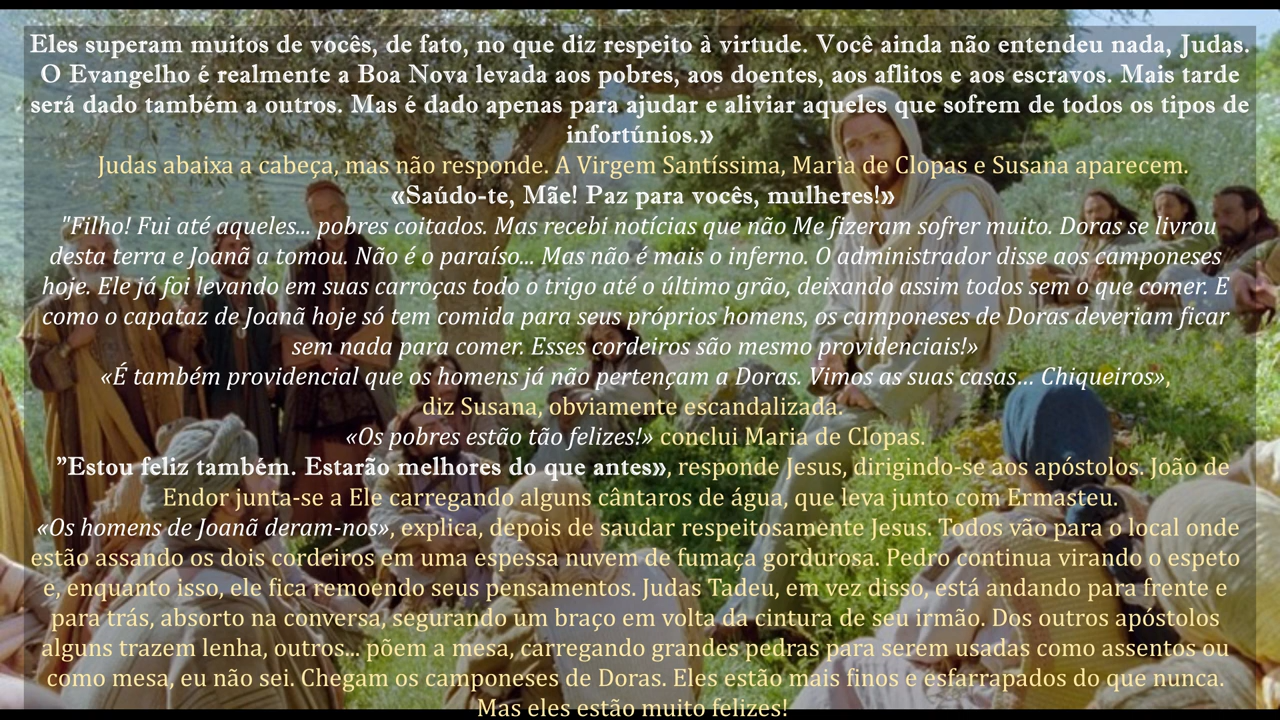 Eles superam muitos de vocês, de fato, no que diz respeito à virtude. Você ainda não entendeu nada, Judas.
O Evangelho é realmente a Boa Nova levada aos pobres, aos doentes, aos aflitos e aos escravos. Mais tarde
será dado também a outros. Mas é dado apenas para ajudar e aliviar aqueles que sofrem de todos os tipos de
infortúnios.»
Judas abaixa a cabeça, mas não responde. A Virgem Santíssima, Maria de Clopas e Susana aparecem.
«Saúdo-te, Mãe! Paz para vocês, mulheres!»
"Filho! Fui até aqueles... pobres coitados. Mas recebi notícias que não Me fizeram sofrer muito. Doras se livrou
desta terra e Joanã a tomou. Não é o paraíso... Mas não é mais o inferno. O administrador disse aos camponeses
hoje. Ele já foi levando em suas carroças todo o trigo até o último grão, deixando assim todos sem o que comer. E
como o capataz de Joanã hoje só tem comida para seus próprios homens, os camponeses de Doras deveriam ficar
sem nada para comer. Esses cordeiros são mesmo providenciais!»
«É também providencial que os homens já não pertençam a Doras. Vimos as suas casas... Chiqueiros»,
diz Susana, obviamente escandalizada.
«Os pobres estão tão felizes!» conclui Maria de Clopas.
”Estou feliz também. Estarão melhores do que antes», responde Jesus, dirigindo-se aos apóstolos. João de
Endor junta-se a Ele carregando alguns cântaros de água, que leva junto com Ermasteu.
«Os homens de Joanã deram-nos», explica, depois de saudar respeitosamente Jesus. Todos vão para o local onde
estão assando os dois cordeiros em uma espessa nuvem de fumaça gordurosa. Pedro continua virando o espeto
e, enquanto isso, ele fica remoendo seus pensamentos. Judas Tadeu, em vez disso, está andando para frente e
para trás, absorto na conversa, segurando um braço em volta da cintura de seu irmão. Dos outros apóstolos
alguns trazem lenha, outros... põem a mesa, carregando grandes pedras para serem usadas como assentos ou
como mesa, eu não sei. Chegam os camponeses de Doras. Eles estão mais finos e esfarrapados do que nunca.
Mas eles estão muito felizes!